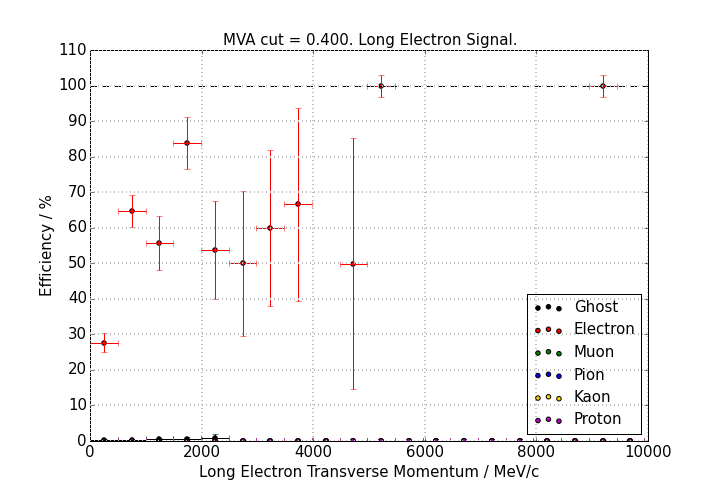 MVA cut = 0.400. Long Electron Signal.
110
100
90
80
70
60
50
40
30
20
10
0
Efficiency / %
Ghost
Electron
Muon
Pion
Kaon
Proton
0 2000 4000 6000 8000 10000
Long Electron Transverse Momentum / MeV/c